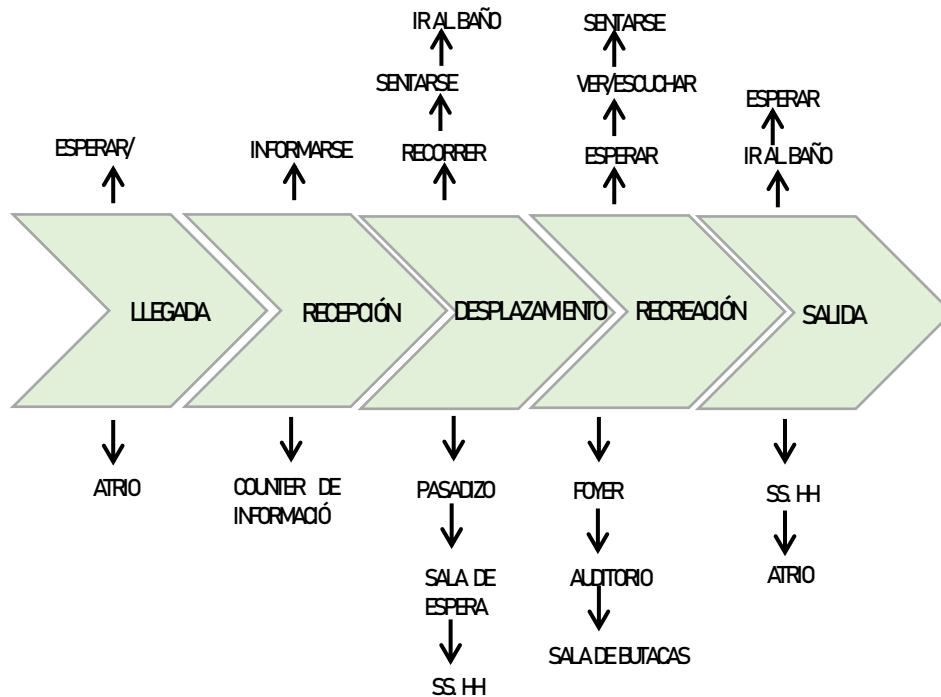 IR AL BAÑO
SENTARSE
SENTARSE
VER/ESCUCHAR
ESPERAR
ESPERAR/
INFORMARSE
RECORRER
ESPERAR
IR AL BAÑO
LLEGADA
RECEPCIÓN
DESPLAZAMIENTO
RECREACIÓN
SALIDA
ATRIO
COUNTER DE
INFORMACIÓ
PASADIZO
FOYER
SS. HH
SALA DE
ESPERA
AUDITORIO
ATRIO
SALA DE BUTACAS
SS. HH